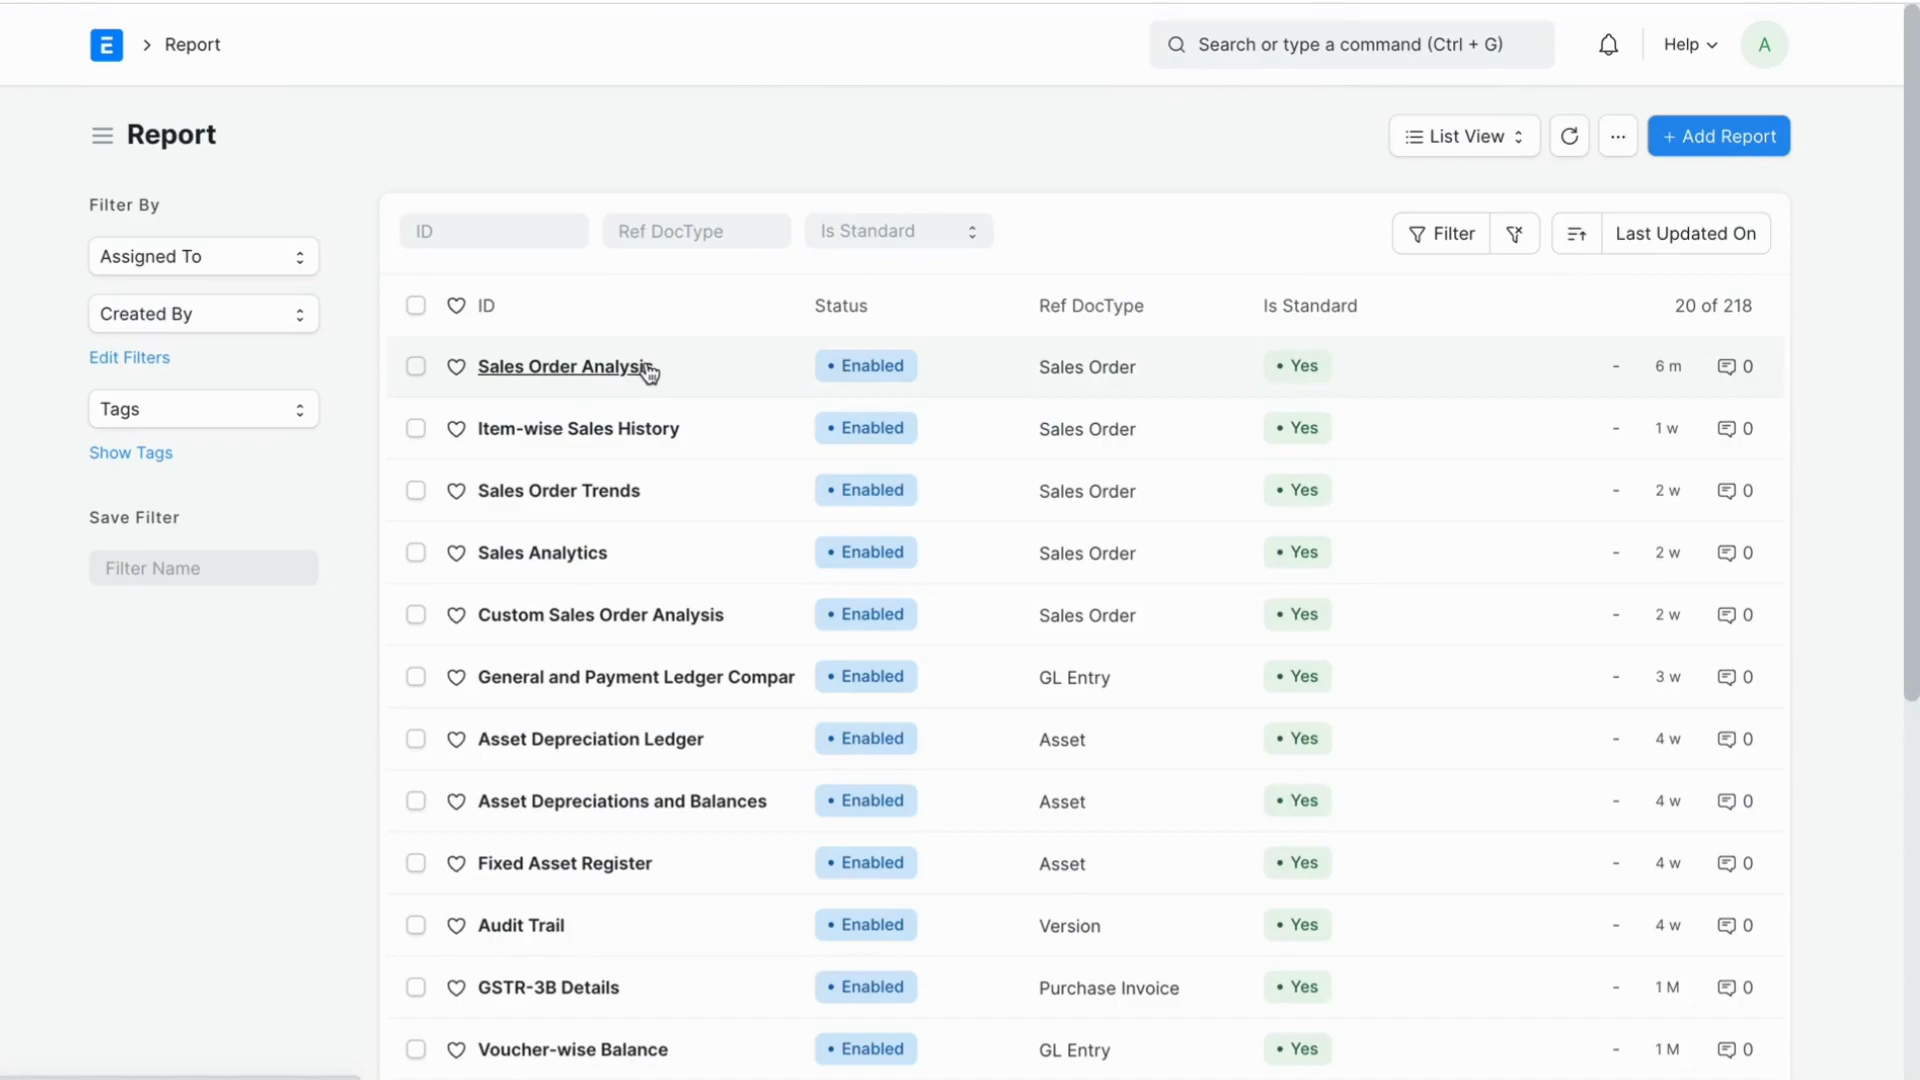 E > Report
Search or type a command (Ctrl + G)
Help
A
Report
List View
...
+ Add Report
Filter By
Assigned To
Created By
Edit Filters
Tags
Show Tags
Save Filter
Filter Name
ID
Ref DocType
Is Standard
Filter
Last Updated On
ID Status Ref DocType Is Standard 20 of 218
Sales Order Analysis • Enabled Sales Order • Yes - 6 m 0
Item-wise Sales History • Enabled Sales Order • Yes - 1 w 0
Sales Order Trends • Enabled Sales Order • Yes - 2 w 0
Sales Analytics • Enabled Sales Order • Yes - 2 w 0
Custom Sales Order Analysis • Enabled Sales Order • Yes - 2 w 0
General and Payment Ledger Compar • Enabled GL Entry • Yes - 3 w 0
Asset Depreciation Ledger • Enabled Asset • Yes - 4 w 0
Asset Depreciations and Balances • Enabled Asset • Yes - 4 w 0
Fixed Asset Register • Enabled Asset • Yes - 4 w 0
Audit Trail • Enabled Version • Yes - 4 w 0
GSTR-3B Details • Enabled Purchase Invoice • Yes - 1 M 0
Voucher-wise Balance • Enabled GL Entry • Yes - 1 M 0